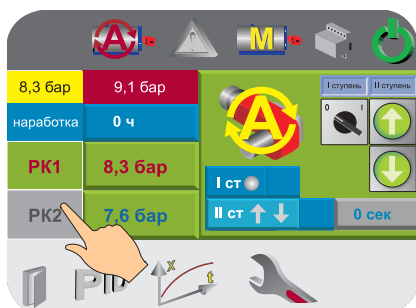 A
M
8,3 бар
9,1 бар
наработка
0 ч
I ступень
II ступень
0
I
A
РК1
8,3 бар
I ст
РК2
7,6 бар
II ст
0 сек
PID
X
t